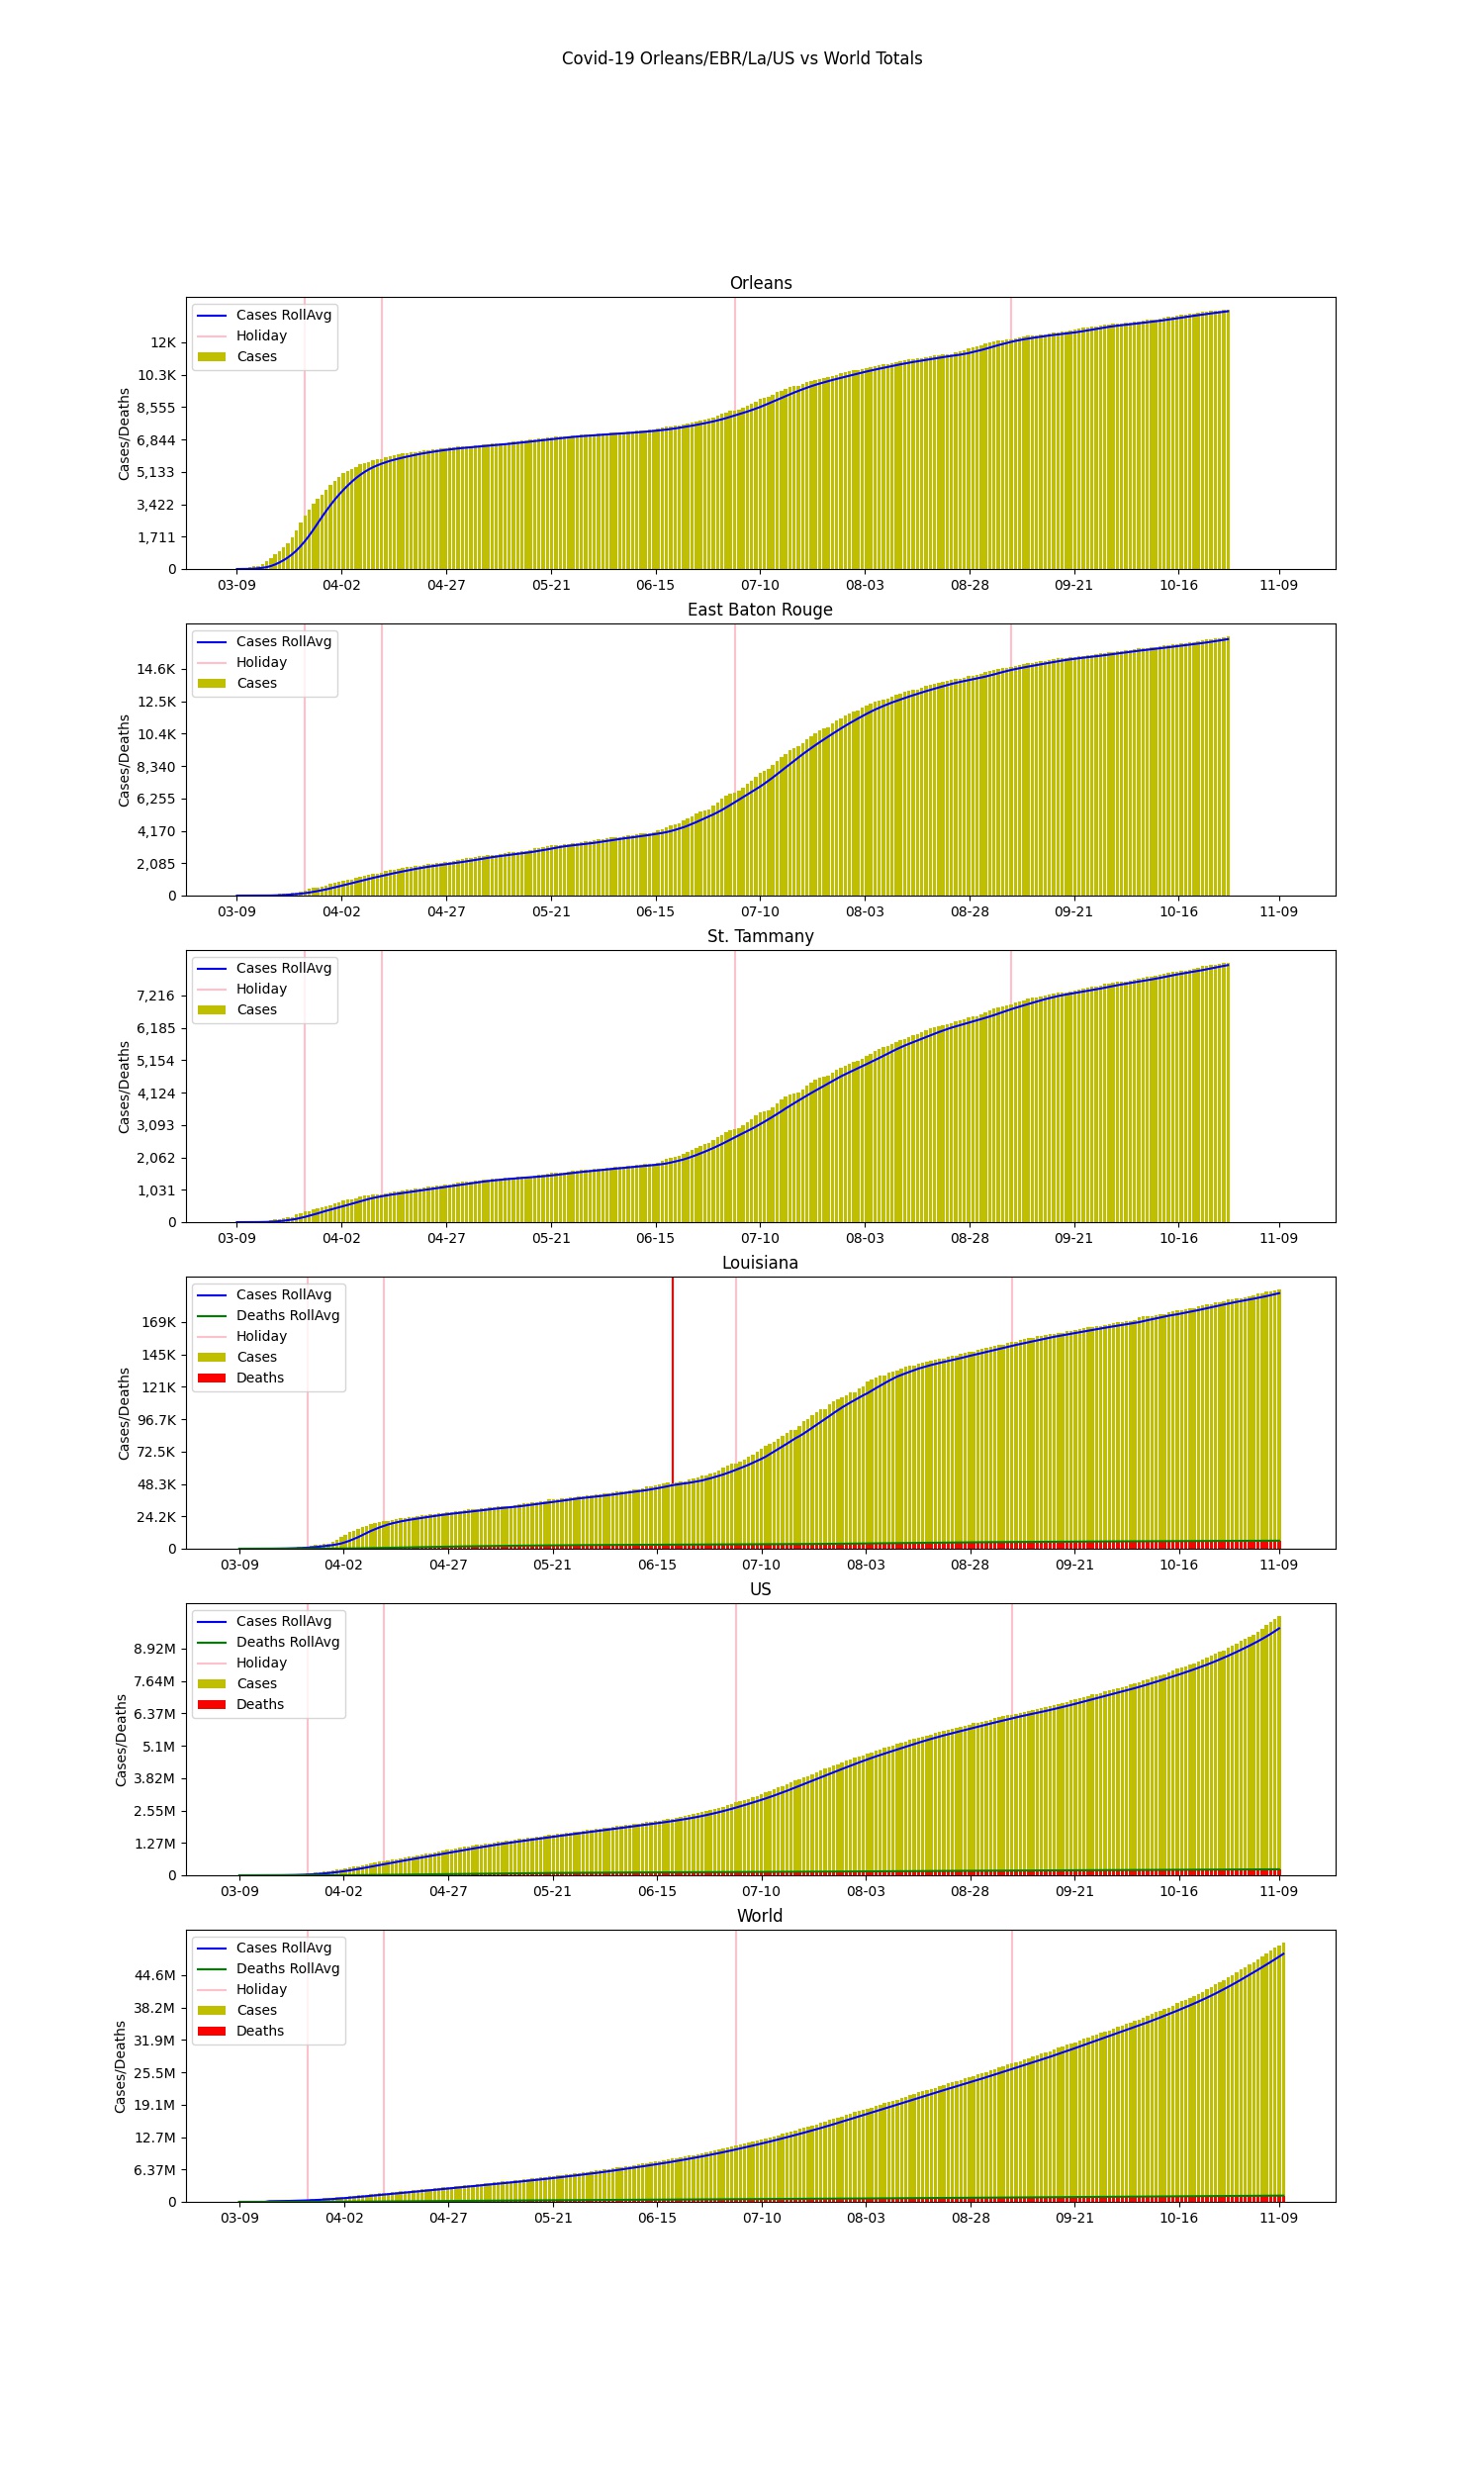 Covid-19 Orleans/EBR/La/US vs World Totals
Orleans
Cases RollAvg
Holiday
Cases
Cases/Deaths
12K
10.3K
8,555
6,844
5,133
3,422
1,711
0
03-09 04-02 04-27 05-21 06-15 07-10 08-03 08-28 09-21 10-16 11-09
East Baton Rouge
Cases RollAvg
Holiday
Cases
Cases/Deaths
14.6K
12.5K
10.4K
8,340
6,255
4,170
2,085
0
03-09 04-02 04-27 05-21 06-15 07-10 08-03 08-28 09-21 10-16 11-09
St. Tammany
Cases RollAvg
Holiday
Cases
Cases/Deaths
7,216
6,185
5,154
4,124
3,093
2,062
1,031
0
03-09 04-02 04-27 05-21 06-15 07-10 08-03 08-28 09-21 10-16 11-09
Louisiana
Cases RollAvg
Deaths RollAvg
Holiday
Cases
Deaths
Cases/Deaths
169K
145K
121K
96.7K
72.5K
48.3K
24.2K
0
03-09 04-02 04-27 05-21 06-15 07-10 08-03 08-28 09-21 10-16 11-09
US
Cases RollAvg
Deaths RollAvg
Holiday
Cases
Deaths
Cases/Deaths
8.92M
7.64M
6.37M
5.1M
3.82M
2.55M
1.27M
0
03-09 04-02 04-27 05-21 06-15 07-10 08-03 08-28 09-21 10-16 11-09
World
Cases RollAvg
Deaths RollAvg
Holiday
Cases
Deaths
Cases/Deaths
44.6M
38.2M
31.9M
25.5M
19.1M
12.7M
6.37M
0
03-09 04-02 04-27 05-21 06-15 07-10 08-03 08-28 09-21 10-16 11-09